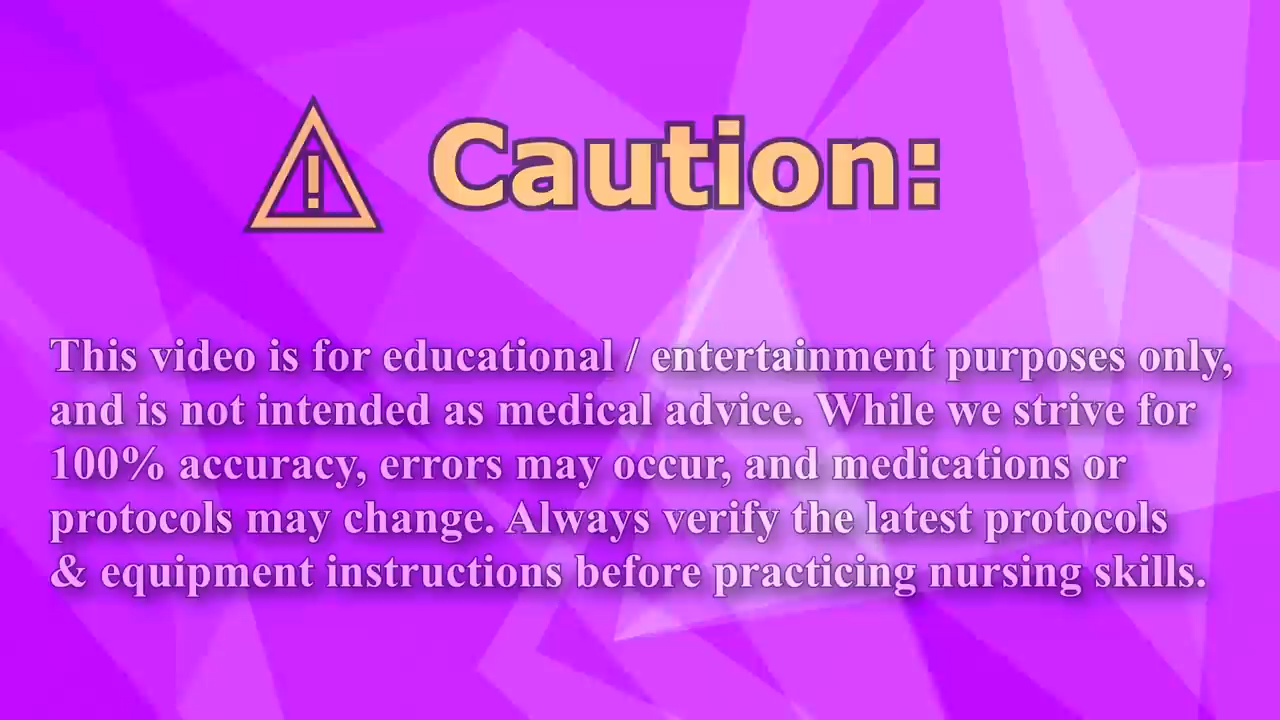 Caution:
This video is for educational / entertainment purposes only,
and is not intended as medical advice. While we strive for
100% accuracy, errors may occur, and medications or
protocols may change. Always verify the latest protocols
& equipment instructions before practicing nursing skills.